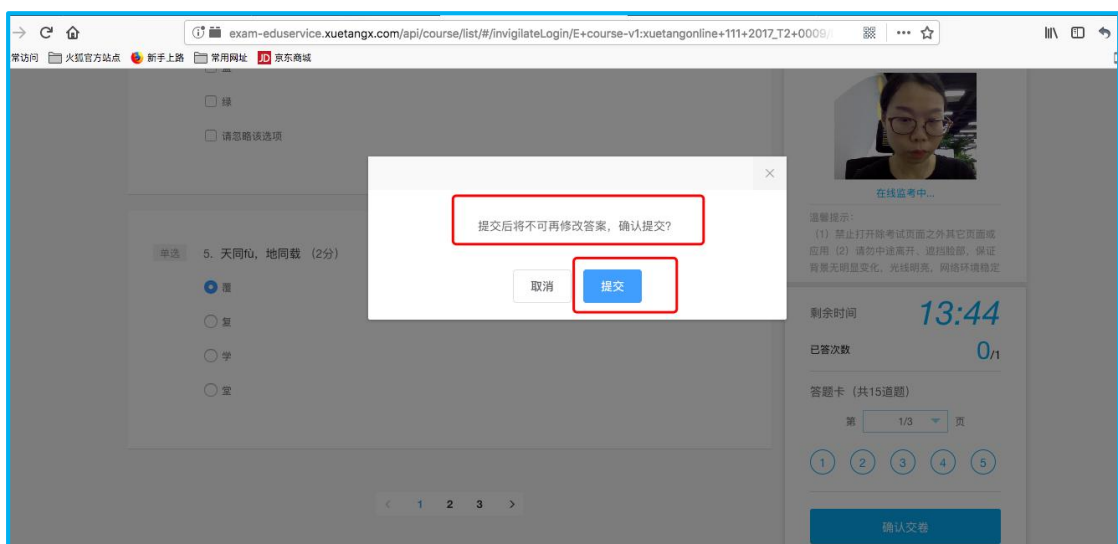 exam-eduservice.xuetangx.com/api/course/list/#/invigilateLogin/E+course-v1:xuetangonline+111+2017_T2+0009/
常访问 火狐官方站点 新手上路 常用网址 JD 京东商城
绿
请忽略该选项
在线监考中...
温馨提示:
(1)禁止打开除考试页面之外其它页面或
应用(2)请勿中途离开、遮挡脸部、保证
背景无明显变化、光线明亮、网络环境稳定
提交后将不可再修改答案,确认提交?
取消 提交
单选 5. 天同fù,地同载 (2分)
覆
复
学
堂
剩余时间 13:44
已答次数 0/1
答题卡(共15道题)
第 1/3 页
1 2 3 4 5
确认交卷
< 1 2 3 >